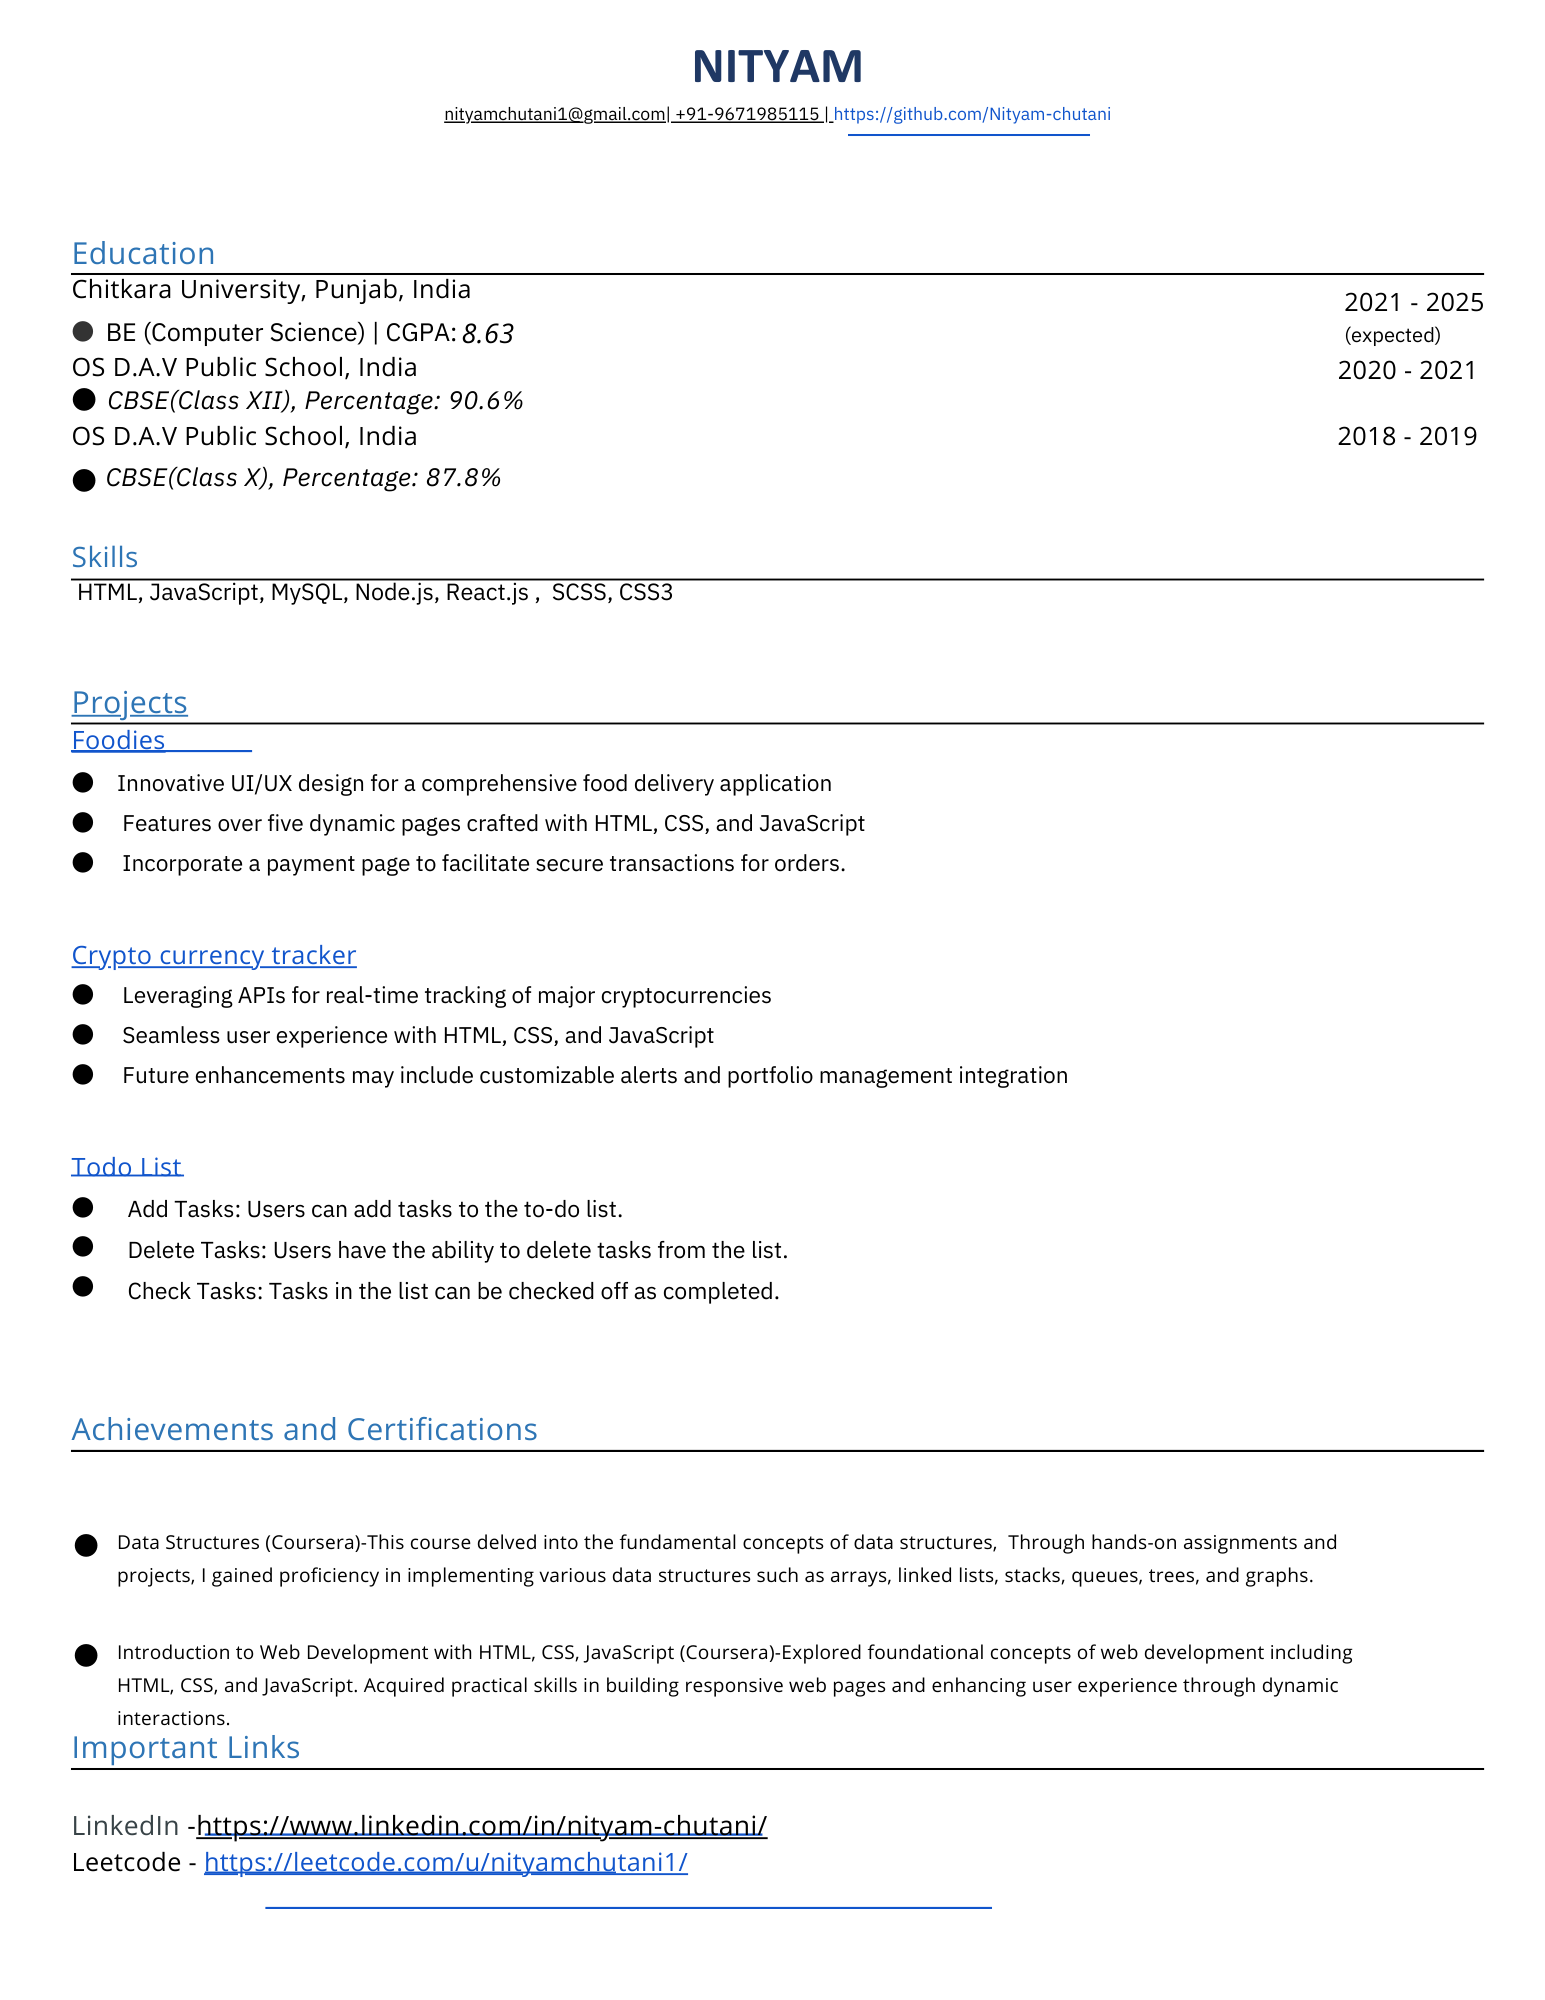 NITYAM
nityamchutani1@gmail.com| +91-9671985115 | https://github.com/Nityam-chutani
Education
Chitkara University, Punjab, India
2021 - 2025
● BE (Computer Science) | CGPA: 8.63
(expected)
OS D.A.V Public School, India
2020 - 2021
● CBSE(Class XII), Percentage: 90.6%
OS D.A.V Public School, India
2018 - 2019
● CBSE(Class X), Percentage: 87.8%
Skills
HTML, JavaScript, MySQL, Node.js, React.js , SCSS, CSS3
Projects
Foodies
● Innovative UI/UX design for a comprehensive food delivery application
● Features over five dynamic pages crafted with HTML, CSS, and JavaScript
● Incorporate a payment page to facilitate secure transactions for orders.
Crypto currency tracker
● Leveraging APIs for real-time tracking of major cryptocurrencies
● Seamless user experience with HTML, CSS, and JavaScript
● Future enhancements may include customizable alerts and portfolio management integration
Todo List
● Add Tasks: Users can add tasks to the to-do list.
● Delete Tasks: Users have the ability to delete tasks from the list.
● Check Tasks: Tasks in the list can be checked off as completed.
Achievements and Certifications
● Data Structures (Coursera)-This course delved into the fundamental concepts of data structures, Through hands-on assignments and
projects, I gained proficiency in implementing various data structures such as arrays, linked lists, stacks, queues, trees, and graphs.
● Introduction to Web Development with HTML, CSS, JavaScript (Coursera)-Explored foundational concepts of web development including
HTML, CSS, and JavaScript. Acquired practical skills in building responsive web pages and enhancing user experience through dynamic
interactions.
Important Links
LinkedIn -https://www.linkedin.com/in/nityam-chutani/
Leetcode - https://leetcode.com/u/nityamchutani1/